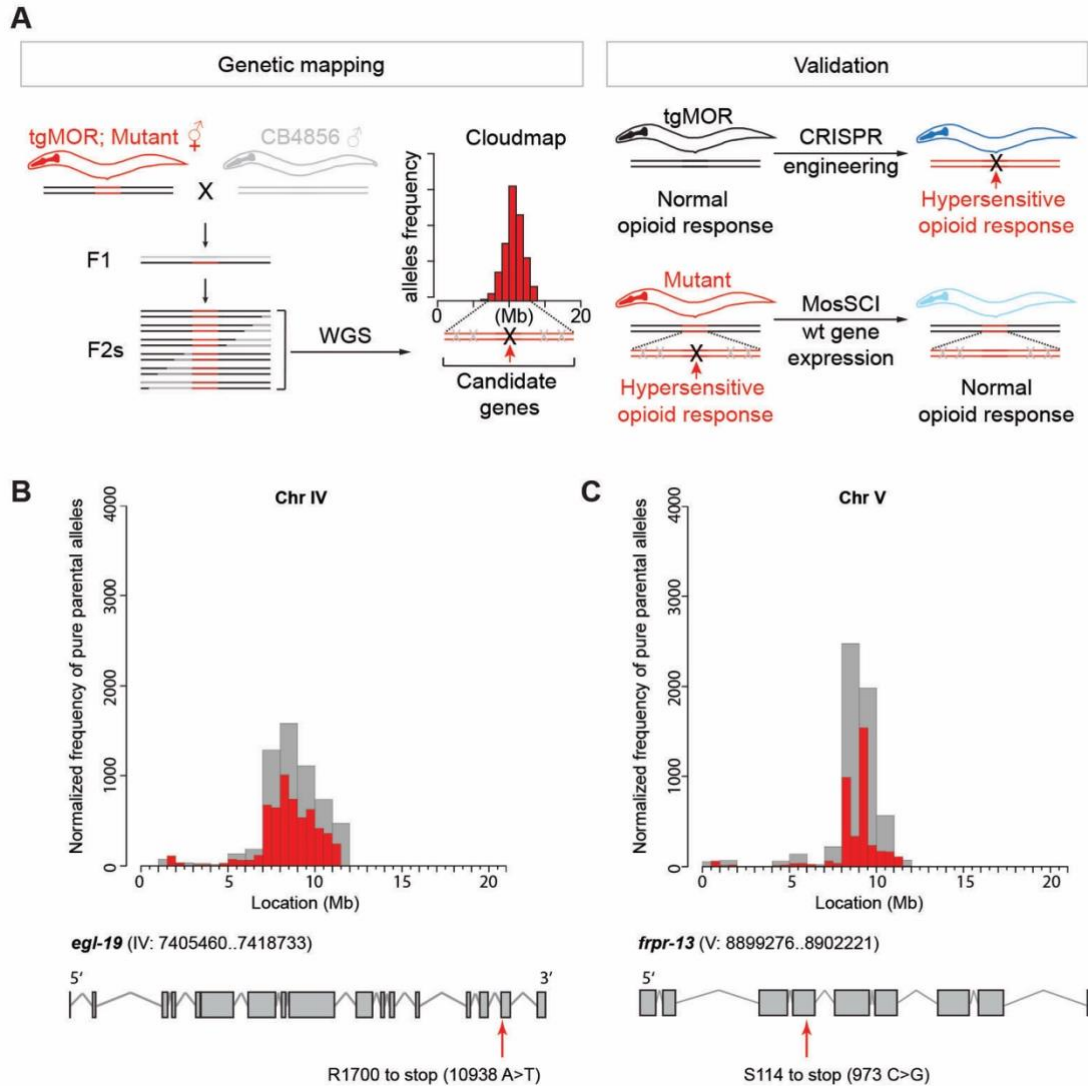 A
Genetic mapping
Validation
tgMOR; Mutant ⚥
CB4856 ♂
X
F1
F2s
WGS
Cloudmap
alleles frequency
0 (Mb) 20
X
Candidate
genes
tgMOR
Normal
opioid response
CRISPR
engineering
X
Hypersensitive
opioid response
Mutant
X
Hypersensitive
opioid response
MosSCI
wt gene
expression
Normal
opioid response
B
Chr IV
Normalized frequency of pure parental alleles
4000
3000
2000
1000
0
0 5 10 15 20
Location (Mb)
egl-19 (IV: 7405460..7418733)
5' 3'
R1700 to stop (10938 A>T)
C
Chr V
Normalized frequency of pure parental alleles
4000
3000
2000
1000
0
0 5 10 15 20
Location (Mb)
frpr-13 (V: 8899276..8902221)
5'
S114 to stop (973 C>G)